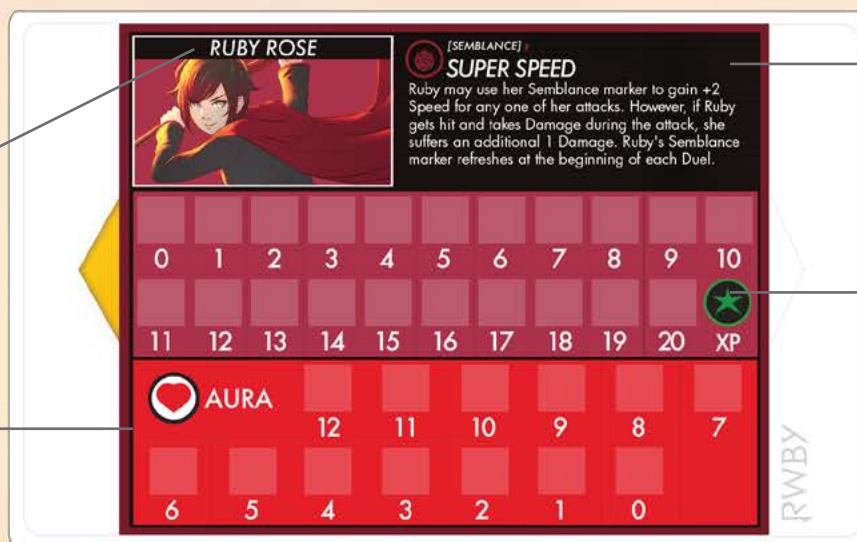 RUBY ROSE
[SEMBLANCE]
SUPER SPEED
Ruby may use her Semblance marker to gain +2
Speed for any one of her attacks. However, if Ruby
gets hit and takes Damage during the attack, she
suffers an additional 1 Damage. Ruby's Semblance
marker refreshes at the beginning of each Duel.
0 1 2 3 4 5 6 7 8 9 10
11 12 13 14 15 16 17 18 19 20 XP
AURA
12 11 10 9 8 7
6 5 4 3 2 1 0
RWBY